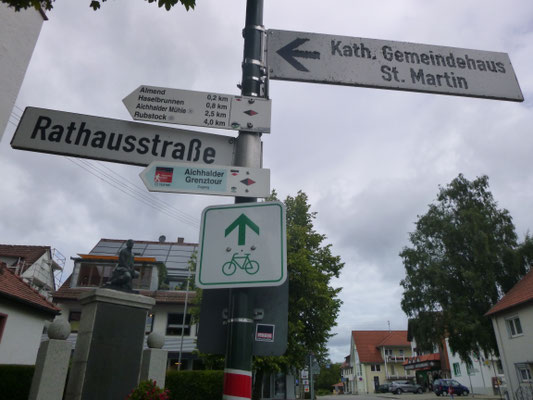 Kath. Gemeindehaus
St. Martin
Almend 0,2 km
Haselbrunnen 0,8 km
Aichhalder Mühle 2,5 km
Rubstock 4,0 km
Rathausstraße
Aichhalder
Grenztour